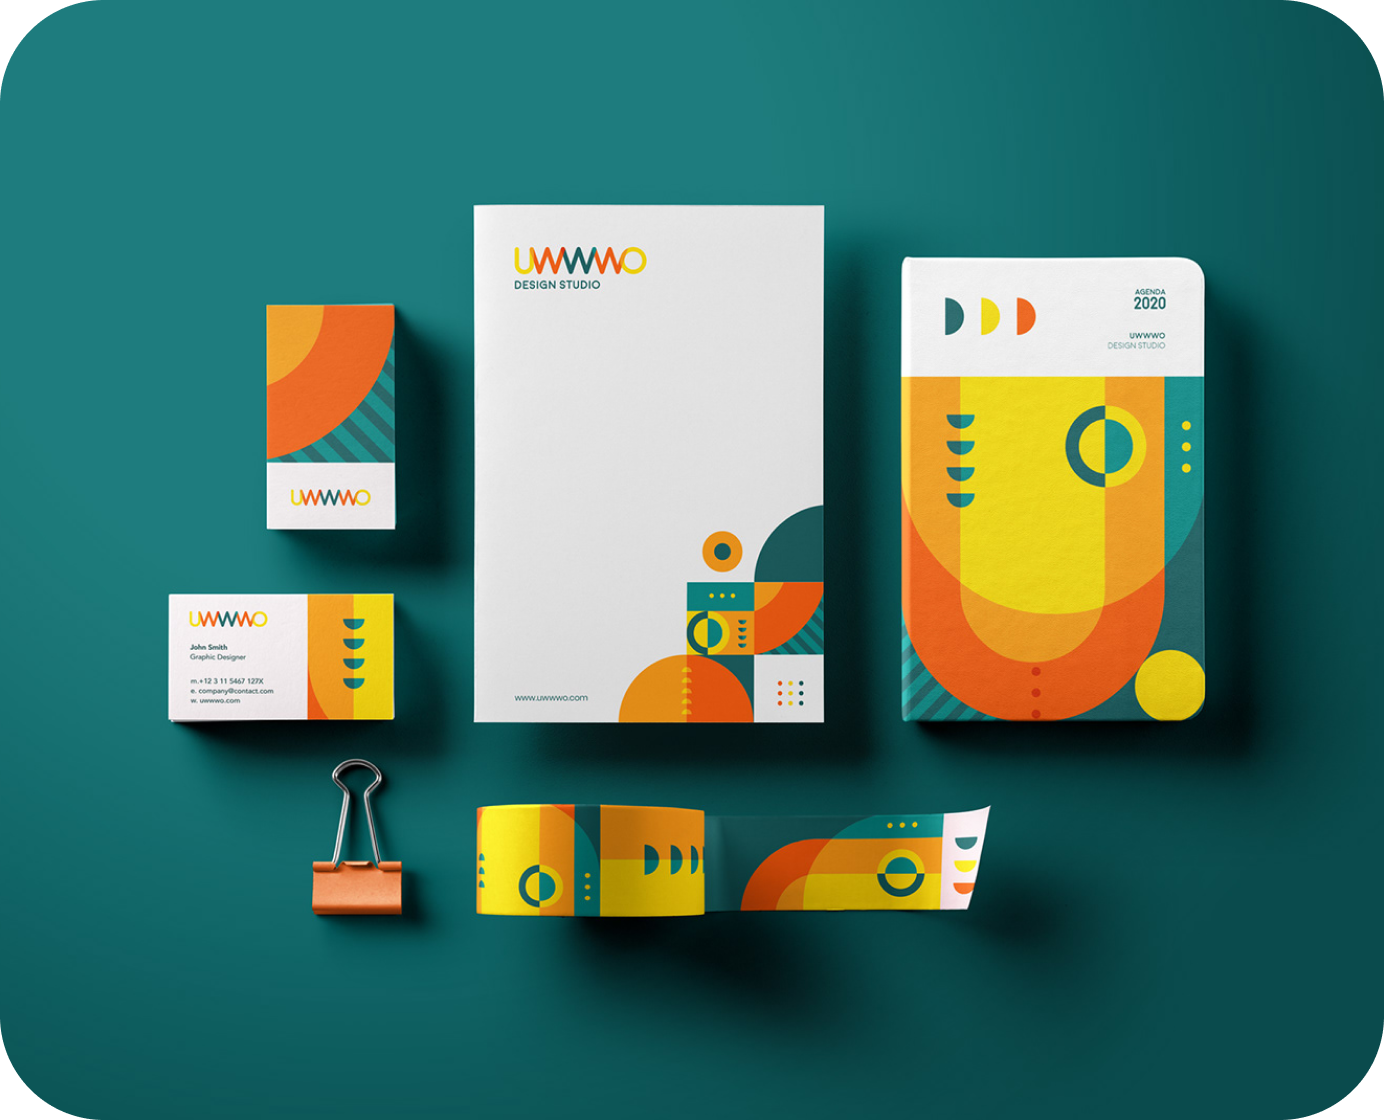 UWWWO
DESIGN STUDIO
www.uwwwo.com
AGENDA
2020
UWWWO
DESIGN STUDIO
UWWWO
UWWWO
John Smith
Graphic Designer
m.+12 3 11 5467 127X
e. company@contact.com
w. uwwwo.com